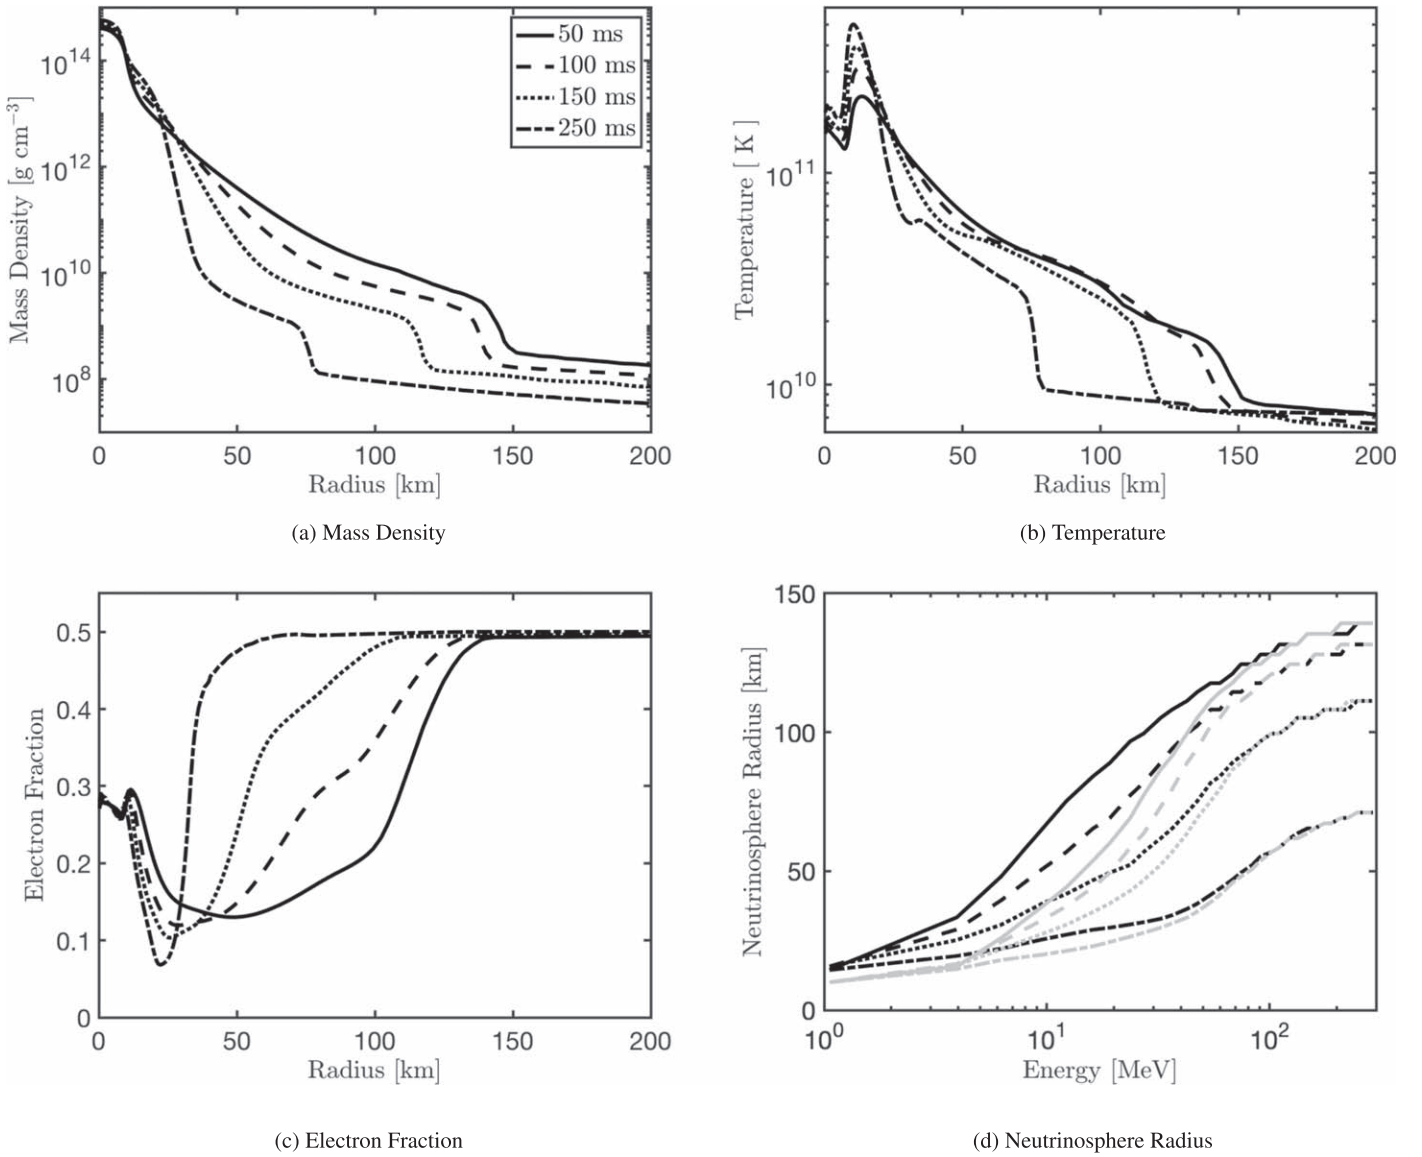 10^14
10^12
10^10
10^8
Mass Density [g cm^−3]
50 ms
100 ms
150 ms
250 ms
0 50 100 150 200
Radius [km]
(a) Mass Density
10^11
10^10
Temperature [ K ]
0 50 100 150 200
Radius [km]
(b) Temperature
0.5
0.4
0.3
0.2
0.1
0
Electron Fraction
0 50 100 150 200
Radius [km]
(c) Electron Fraction
150
100
50
0
Neutrinosphere Radius [km]
10^0 10^1 10^2
Energy [MeV]
(d) Neutrinosphere Radius